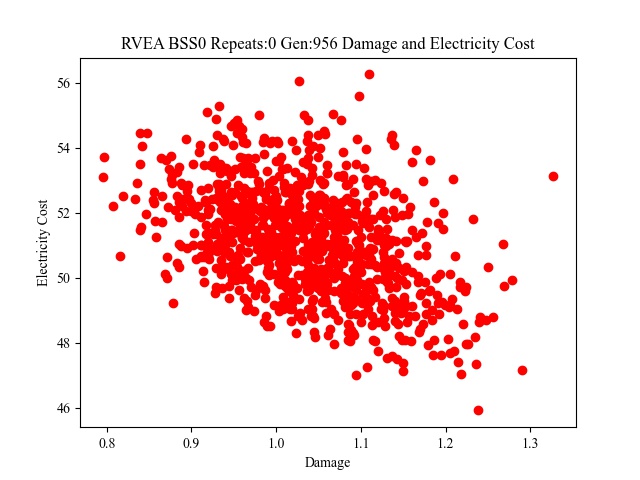 RVEA BSS0 Repeats:0 Gen:956 Damage and Electricity Cost
56
54
52
50
48
46
Electricity Cost
0.8 0.9 1.0 1.1 1.2 1.3
Damage